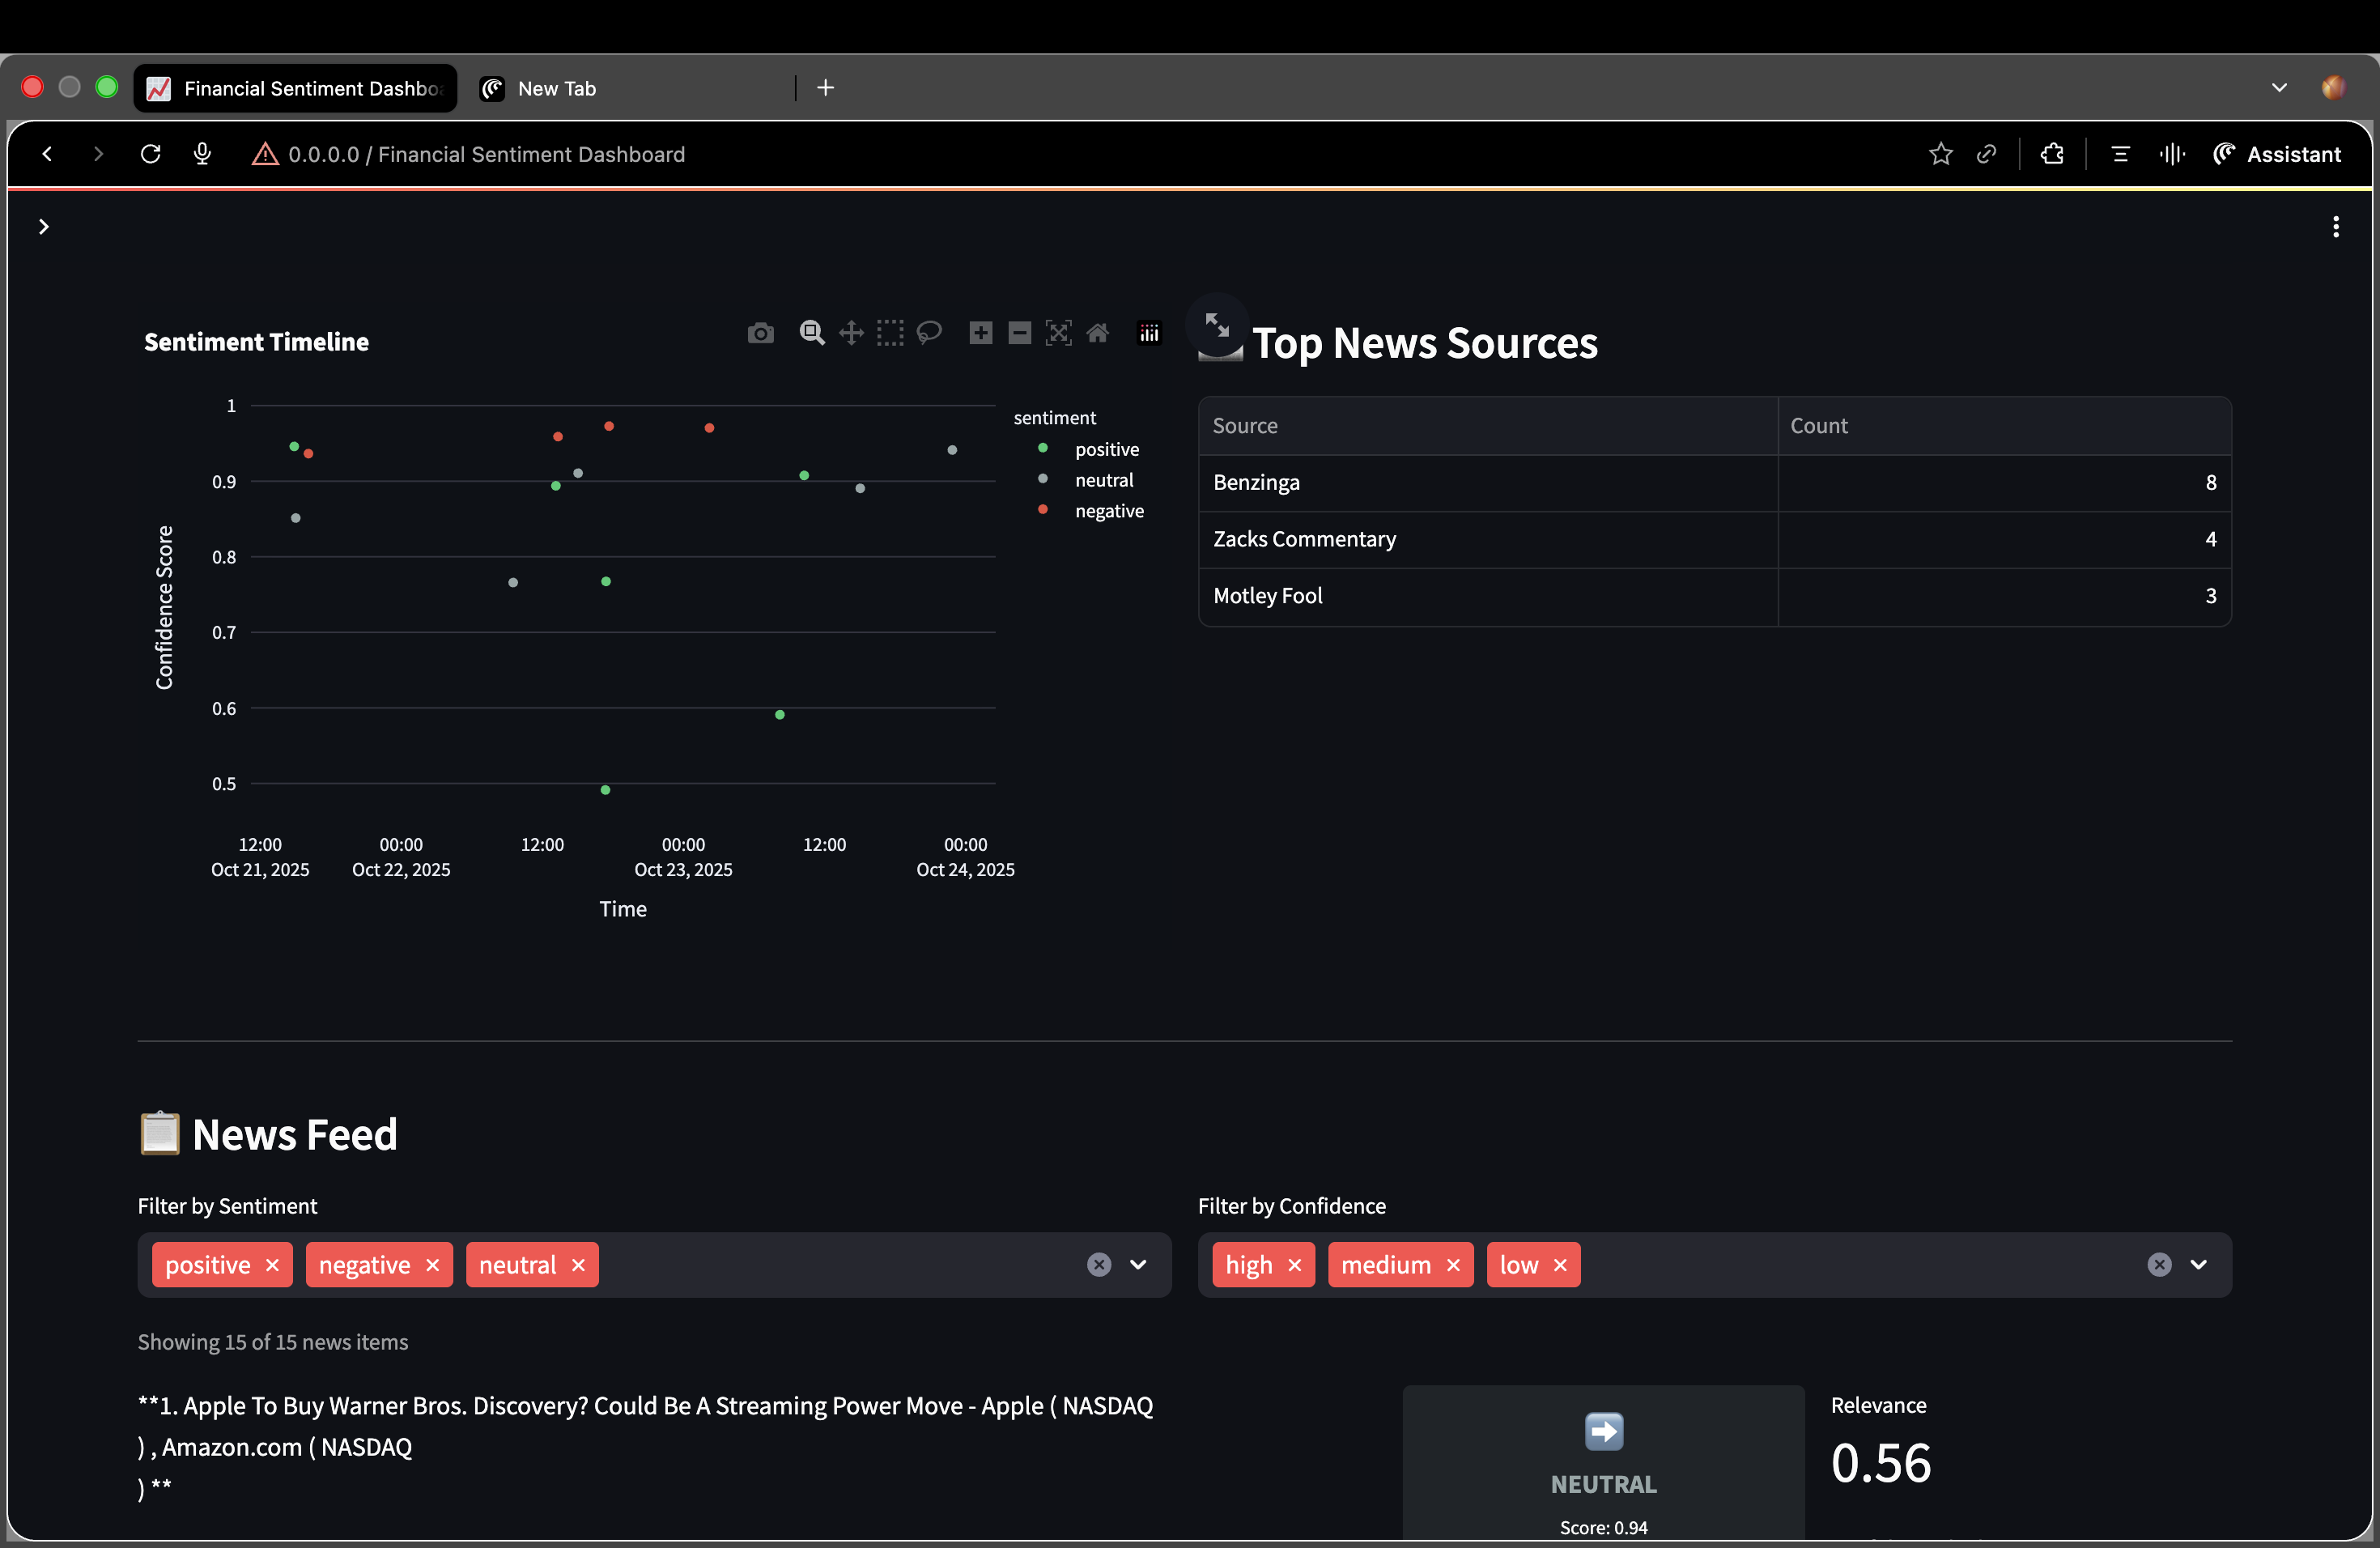 Financial Sentiment Dashbo
New Tab
0.0.0.0 / Financial Sentiment Dashboard
Assistant
Sentiment Timeline
1
0.9
0.8
0.7
0.6
0.5
Confidence Score
12:00
Oct 21, 2025
00:00
Oct 22, 2025
12:00
00:00
Oct 23, 2025
12:00
00:00
Oct 24, 2025
Time
sentiment
positive
neutral
negative
Top News Sources
Source Count
Benzinga 8
Zacks Commentary 4
Motley Fool 3
News Feed
Filter by Sentiment
positive × negative × neutral ×
Filter by Confidence
high × medium × low ×
Showing 15 of 15 news items
**1. Apple To Buy Warner Bros. Discovery? Could Be A Streaming Power Move - Apple ( NASDAQ
) , Amazon.com ( NASDAQ
) **
NEUTRAL
Score: 0.94
Relevance
0.56